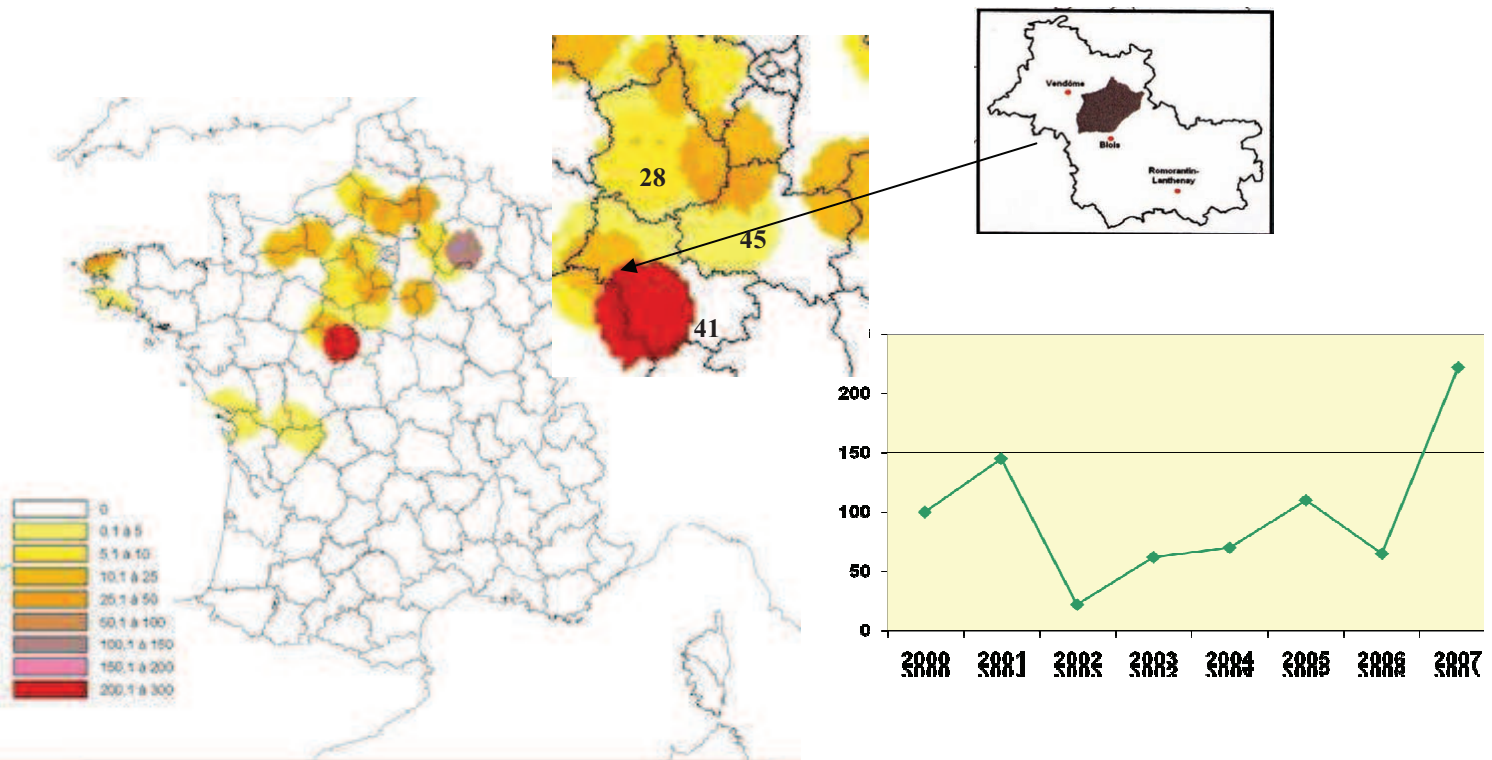 0
0,1 à 5
5,1 à 10
10,1 à 25
25,1 à 50
50,1 à 100
100,1 à 150
150,1 à 200
200,1 à 300
28
45
41
Vendôme
Blois
Romorantin-
Lanthenay
200
150
100
50
0
2000 2001 2002 2003 2004 2005 2006 2007